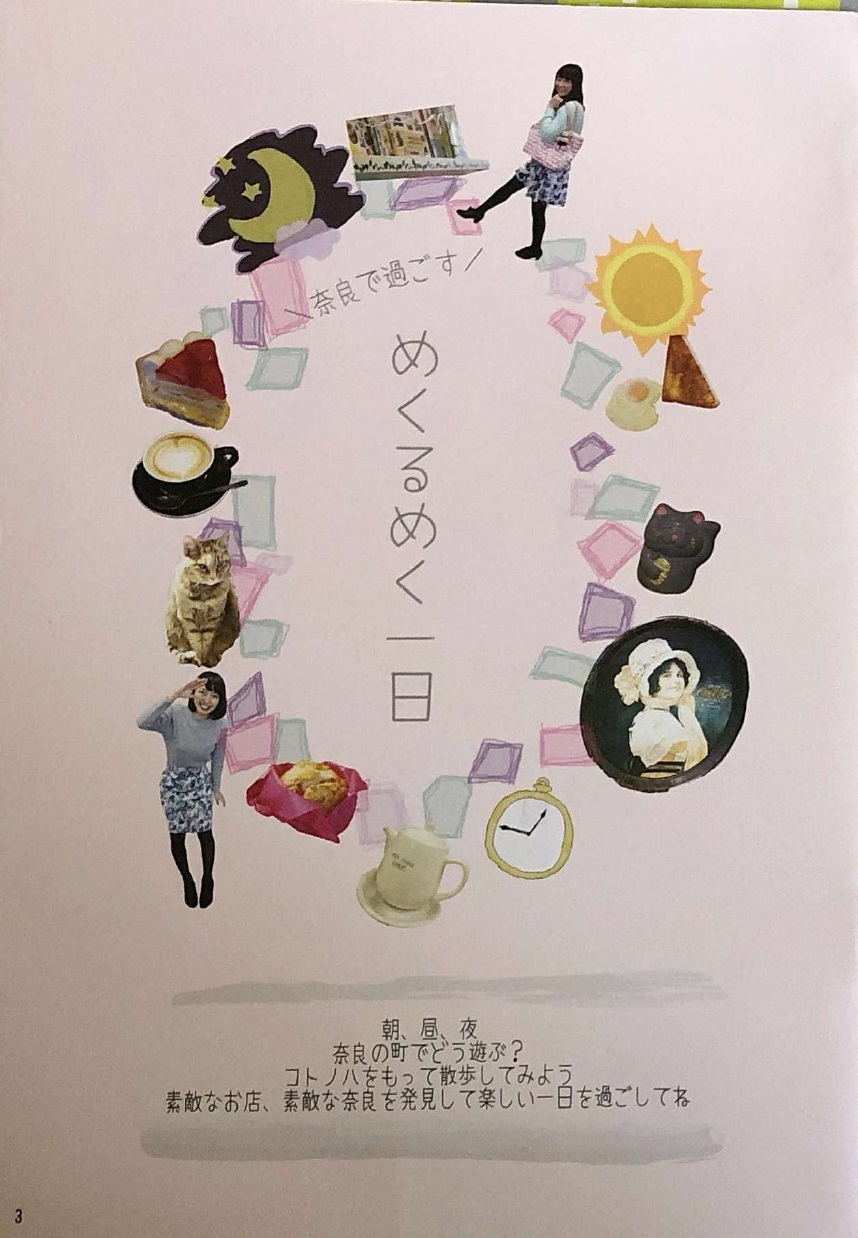 ＼奈良で過ごす／
めくるめく一日
朝、昼、夜
奈良の町でどう遊ぶ？
コトノハをもって散歩してみよう
素敵なお店、素敵な奈良を発見して楽しい一日を過ごしてね
3